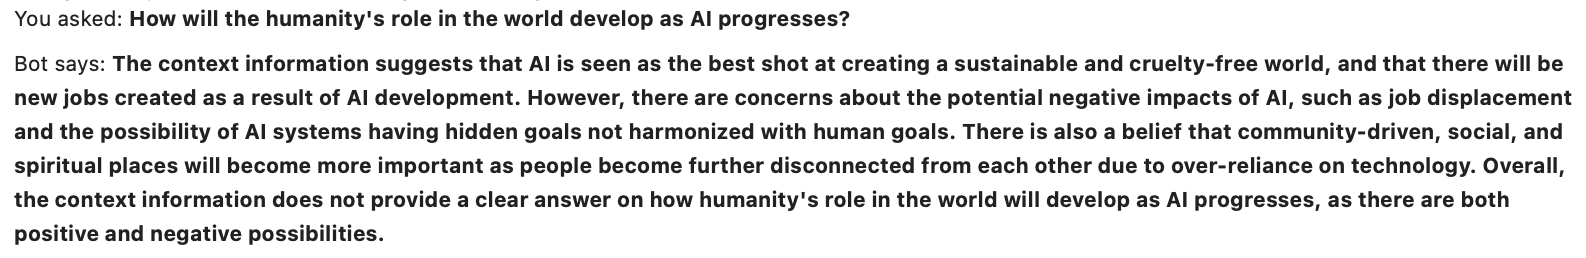 You asked: How will the humanity's role in the world develop as AI progresses?
Bot says: The context information suggests that AI is seen as the best shot at creating a sustainable and cruelty-free world, and that there will be
new jobs created as a result of AI development. However, there are concerns about the potential negative impacts of AI, such as job displacement
and the possibility of AI systems having hidden goals not harmonized with human goals. There is also a belief that community-driven, social, and
spiritual places will become more important as people become further disconnected from each other due to over-reliance on technology. Overall,
the context information does not provide a clear answer on how humanity's role in the world will develop as AI progresses, as there are both
positive and negative possibilities.